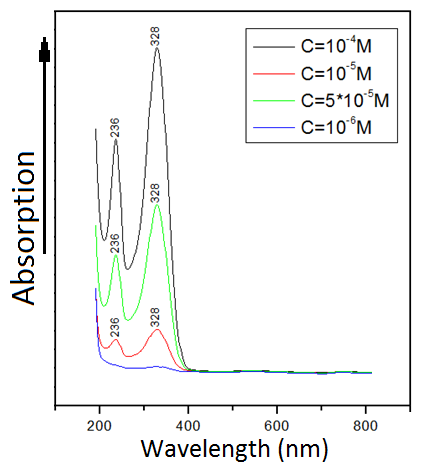 328
236
C=10⁻⁴M
C=10⁻⁵M
C=5*10⁻⁵M
C=10⁻⁶M
328
236
328
236
Absorption
200 400 600 800
Wavelength (nm)